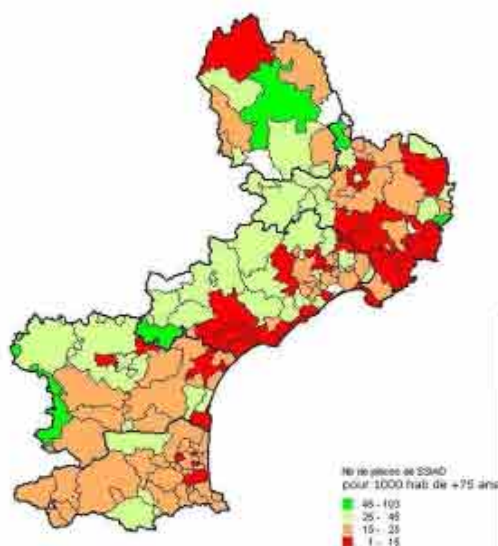 Nb de places de SSIAD
pour 1000 hab de +75 ans
45 - 103
25 - 45
15 - 25
1 - 15